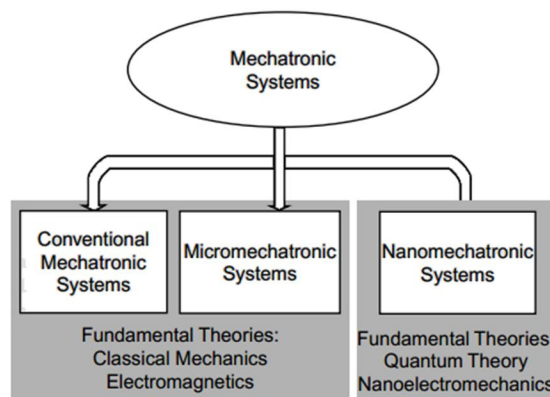 Mechatronic
Systems
Conventional
Mechatronic
Systems
Micromechatronic
Systems
Nanomechatronic
Systems
Fundamental Theories:
Classical Mechanics
Electromagnetics
Fundamental Theories
Quantum Theory
Nanoelectromechanics